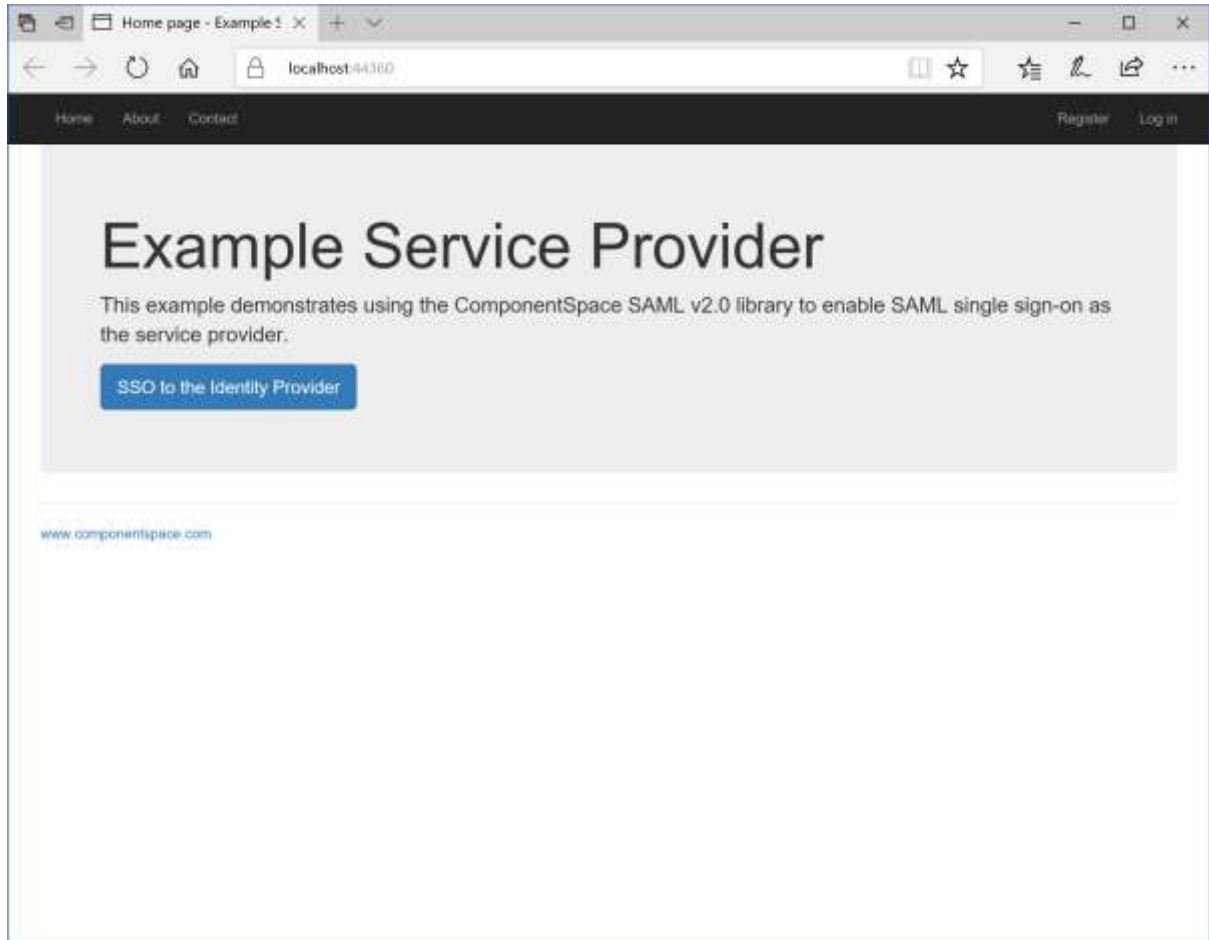 Home page - Example S
localhost:44360
Home About Contact Register Log in
Example Service Provider
This example demonstrates using the ComponentSpace SAML v2.0 library to enable SAML single sign-on as
the service provider.
SSO to the Identity Provider
www.componentspace.com